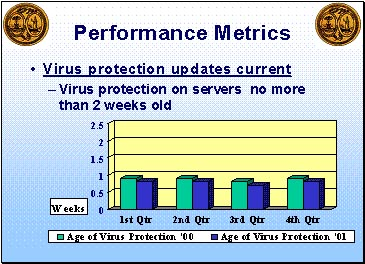 Performance Metrics
• Virus protection updates current
– Virus protection on servers no more
than 2 weeks old
2.5
2
1.5
1
0.5
0
Weeks
1st Qtr 2nd Qtr 3rd Qtr 4th Qtr
Age of Virus Protection '00 Age of Virus Protection '01